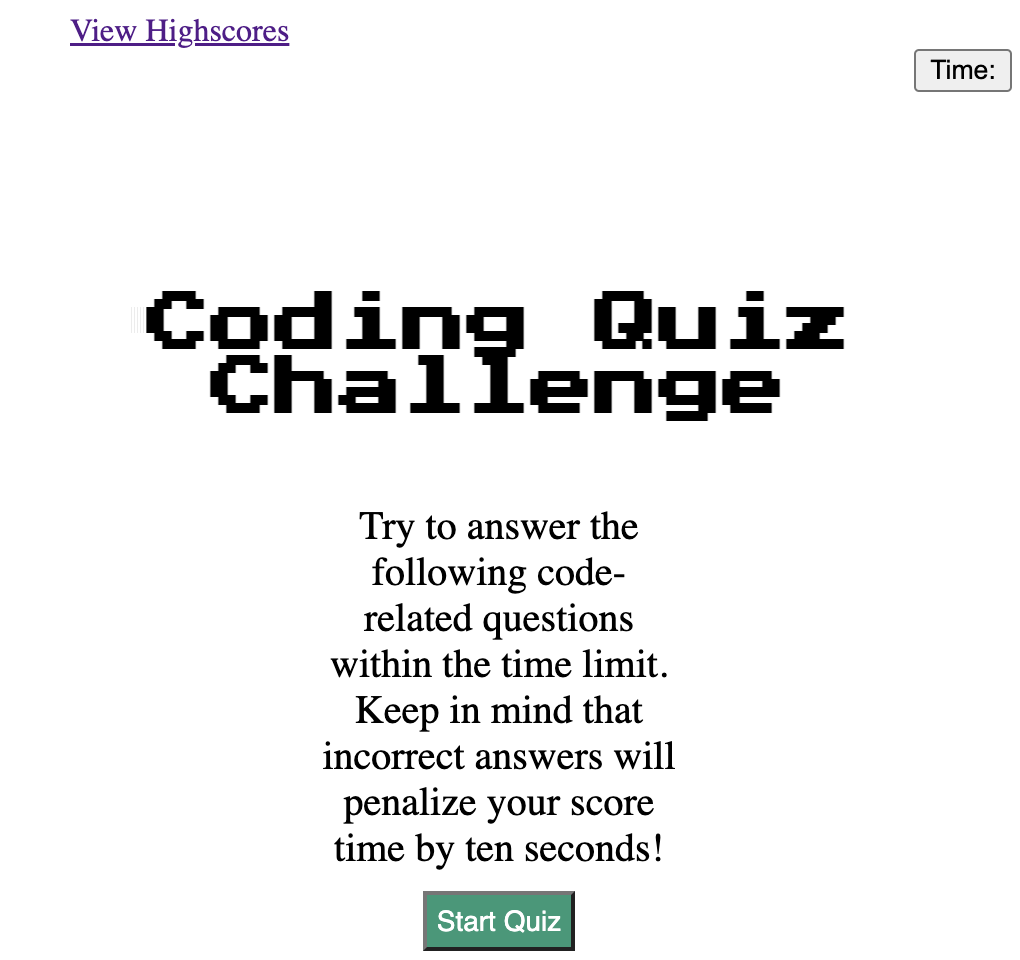 View Highscores
Time:
Coding Quiz
Challenge
Try to answer the
following code-
related questions
within the time limit.
Keep in mind that
incorrect answers will
penalize your score
time by ten seconds!
Start Quiz